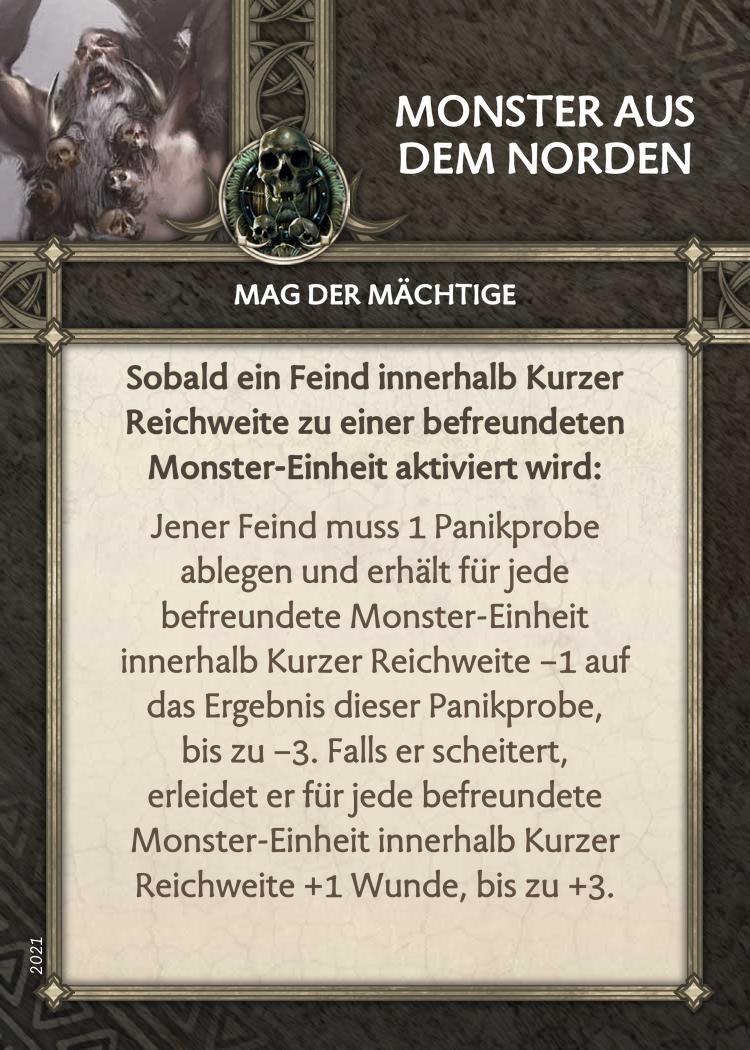 MONSTER AUS
DEM NORDEN
MAG DER MÄCHTIGE
Sobald ein Feind innerhalb Kurzer
Reichweite zu einer befreundeten
Monster-Einheit aktiviert wird:
Jener Feind muss 1 Panikprobe
ablegen und erhält für jede
befreundete Monster-Einheit
innerhalb Kurzer Reichweite −1 auf
das Ergebnis dieser Panikprobe,
bis zu −3. Falls er scheitert,
erleidet er für jede befreundete
Monster-Einheit innerhalb Kurzer
Reichweite +1 Wunde, bis zu +3.
2021